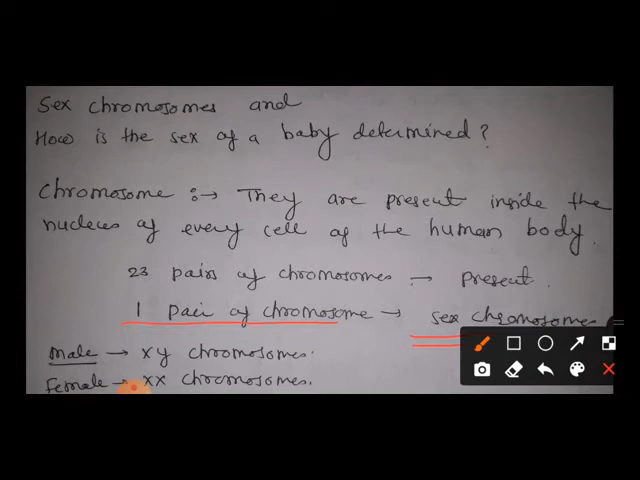 Sex chromosomes and
How is the sex of a baby determined?
Chromosome :→ They are present inside the
nucleus of every cell of the human body.
23 pairs of chromosomes → present.
1 pair of chromosome → sex chromosomes
male → xy chromosomes.
Female → xx chromosomes.